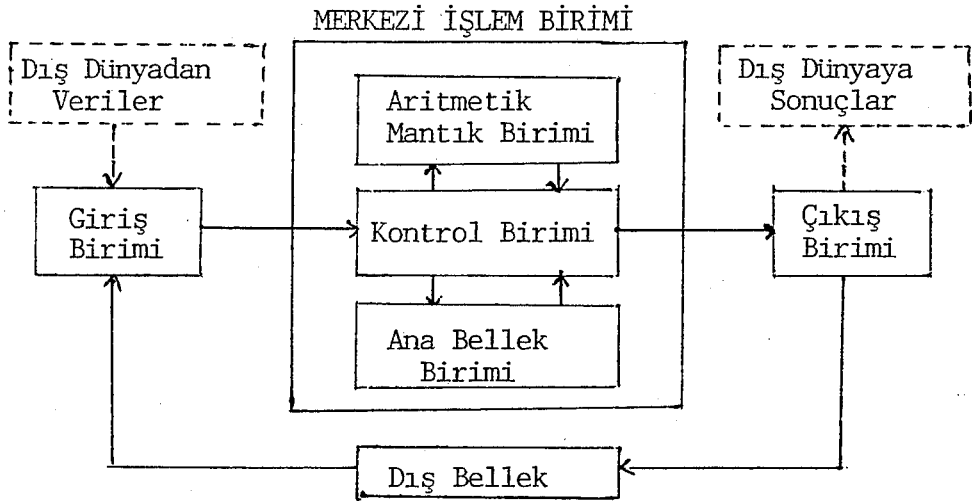 MERKEZİ İŞLEM BİRİMİ
Dış Dünyadan
Veriler
Aritmetik
Mantık Birimi
Dış Dünyaya
Sonuçlar
Giriş
Birimi
Kontrol Birimi
Çıkış
Birimi
Ana Bellek
Birimi
Dış Bellek